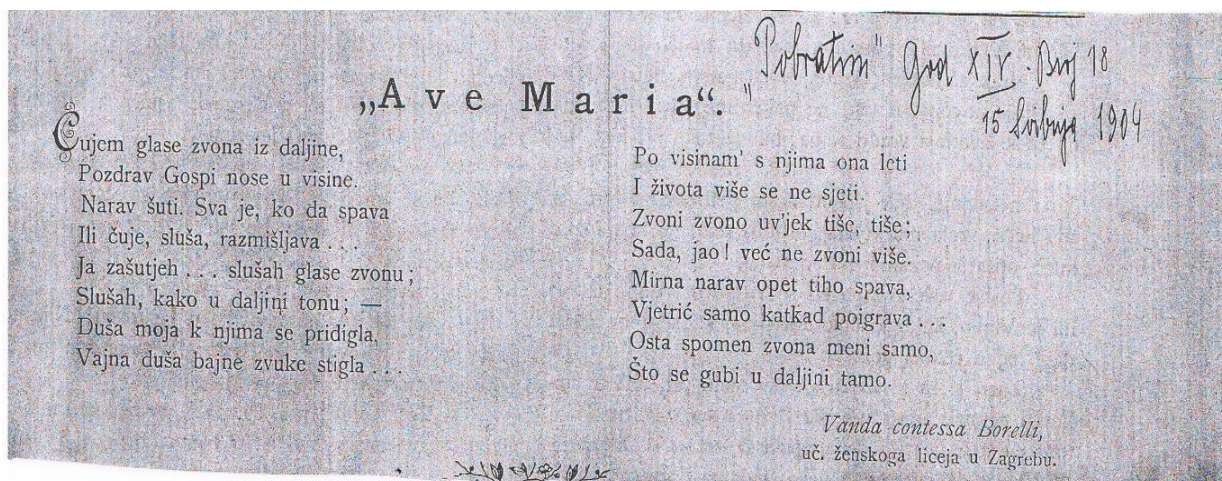 „Pobratim" God XIV. Broj 18
15 Svibnja 1904
„Ave Maria“.
Čujem glase zvona iz daljine,
Pozdrav Gospi nose u visine.
Narav šuti. Sva je, ko da spava
Ili čuje, sluša, razmišljava . . .
Ja zašutjeh . . . slušah glase zvonu;
Slušah, kako u daljini tonu; —
Duša moja k njima se pridigla,
Vajna duša bajne zvuke stigla . . .
Po visinam' s njima ona leti
I života više se ne sjeti.
Zvoni zvono uv'jek tiše, tiše;
Sada, jao! već ne zvoni više.
Mirna narav opet tiho spava,
Vjetrić samo katkad poigrava . . .
Osta spomen zvona meni samo,
Što se gubi u daljini tamo.
Vanda contessa Borelli,
uč. ženskoga liceja u Zagrebu.